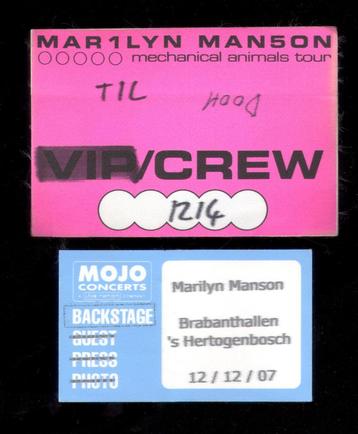 MAR1LYN MAN5ON
mechanical animals tour
TIL
DOOH
VIP/CREW
1214
MOJO
CONCERTS
BACKSTAGE
GUEST
PRESS
PHOTO
Marilyn Manson
Brabanthallen
's Hertogenbosch
12 / 12 / 07